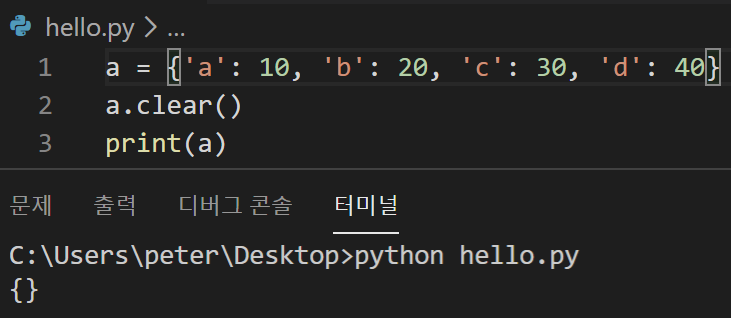 hello.py > ...
1 a = {'a': 10, 'b': 20, 'c': 30, 'd': 40}
2 a.clear()
3 print(a)
문제 출력 디버그 콘솔 터미널
C:\Users\peter\Desktop>python hello.py
{}